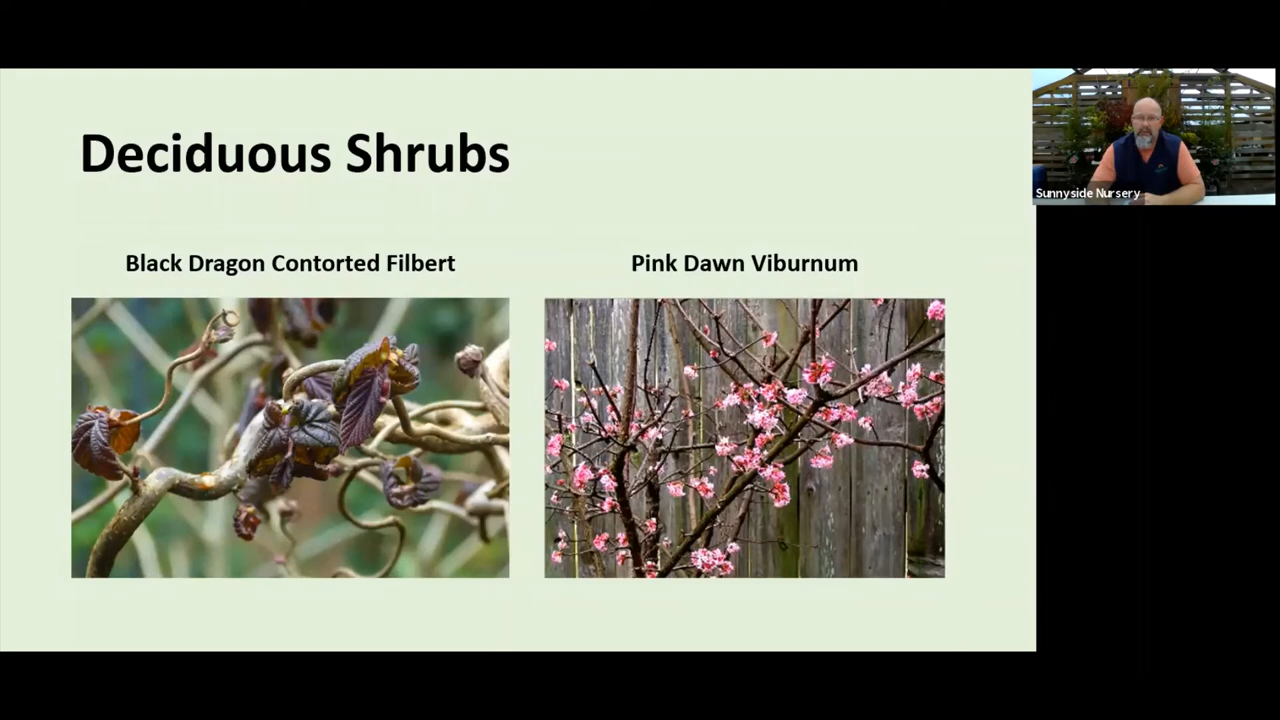 Deciduous Shrubs
Black Dragon Contorted Filbert
Pink Dawn Viburnum
Sunnyside Nursery